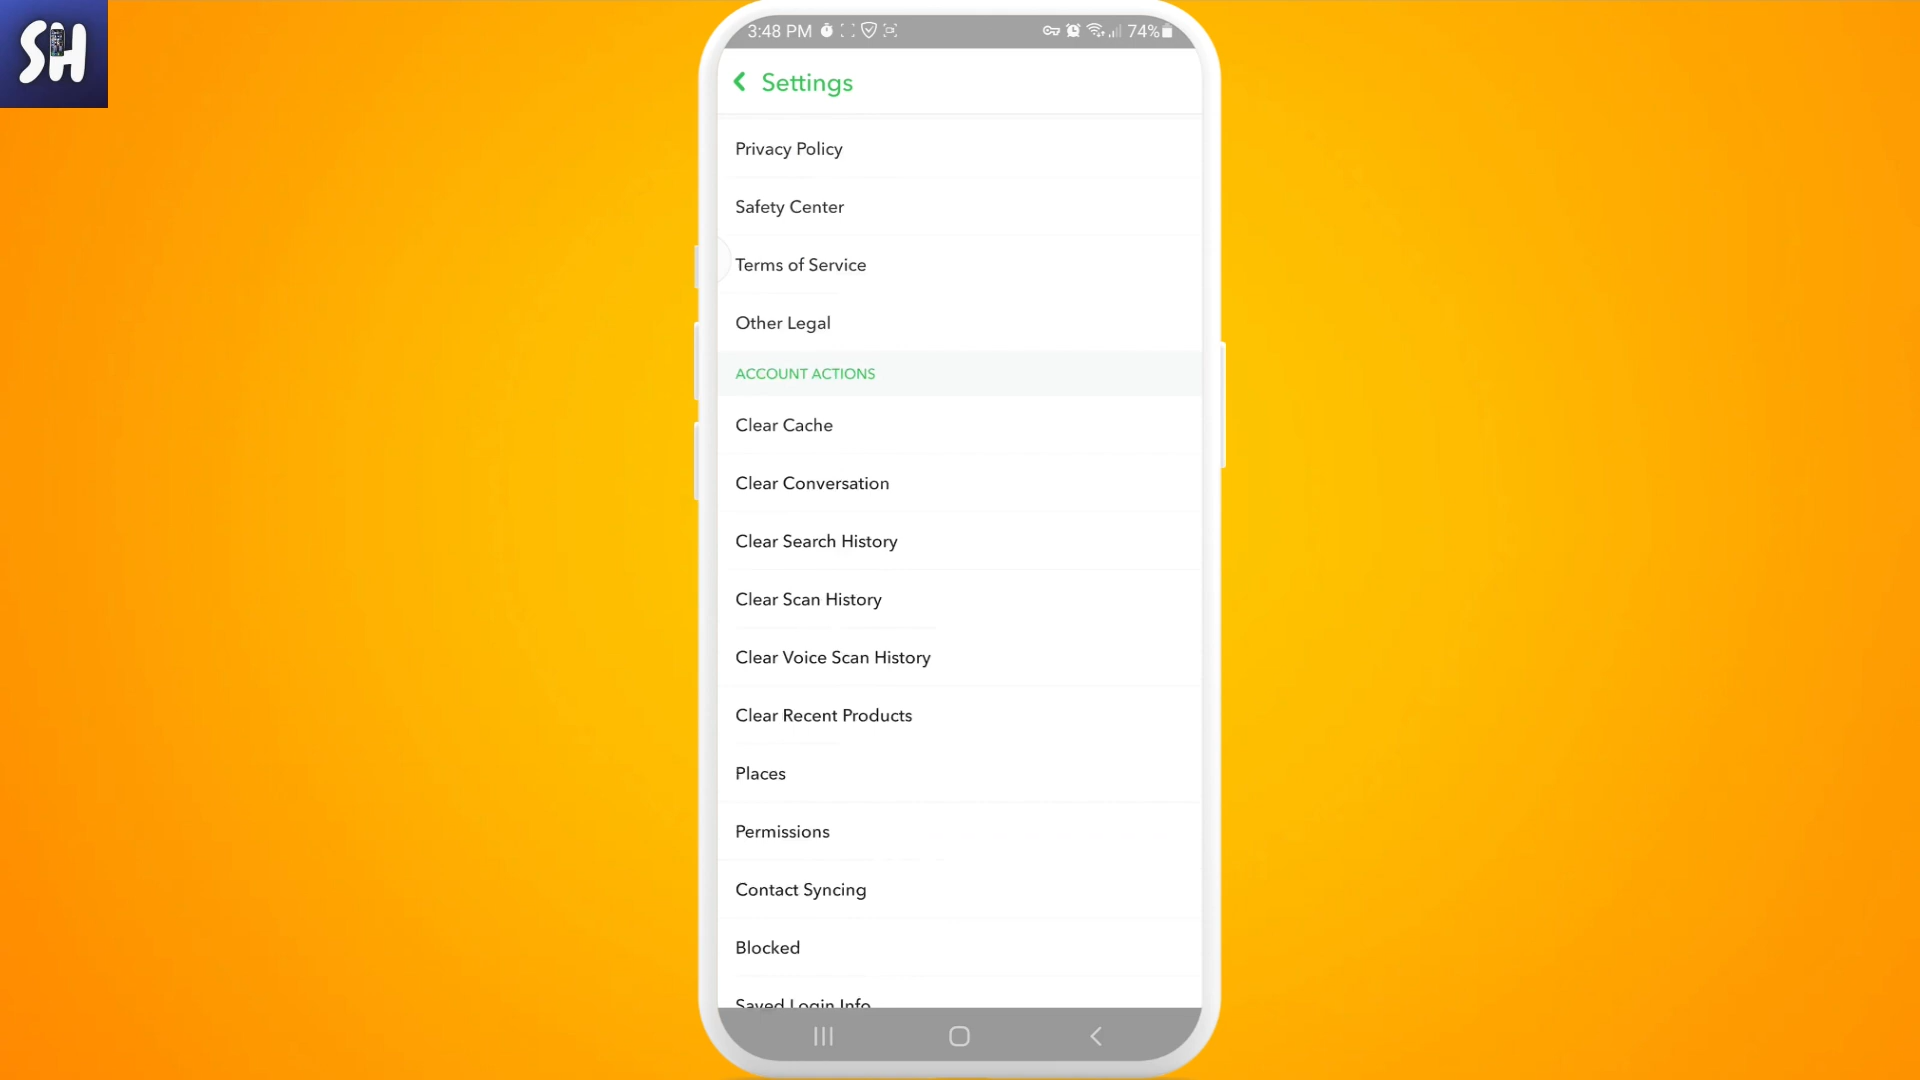 SH
3:48 PM
74%
Settings
Privacy Policy
Safety Center
Terms of Service
Other Legal
ACCOUNT ACTIONS
Clear Cache
Clear Conversation
Clear Search History
Clear Scan History
Clear Voice Scan History
Clear Recent Products
Places
Permissions
Contact Syncing
Blocked
Saved Login Info